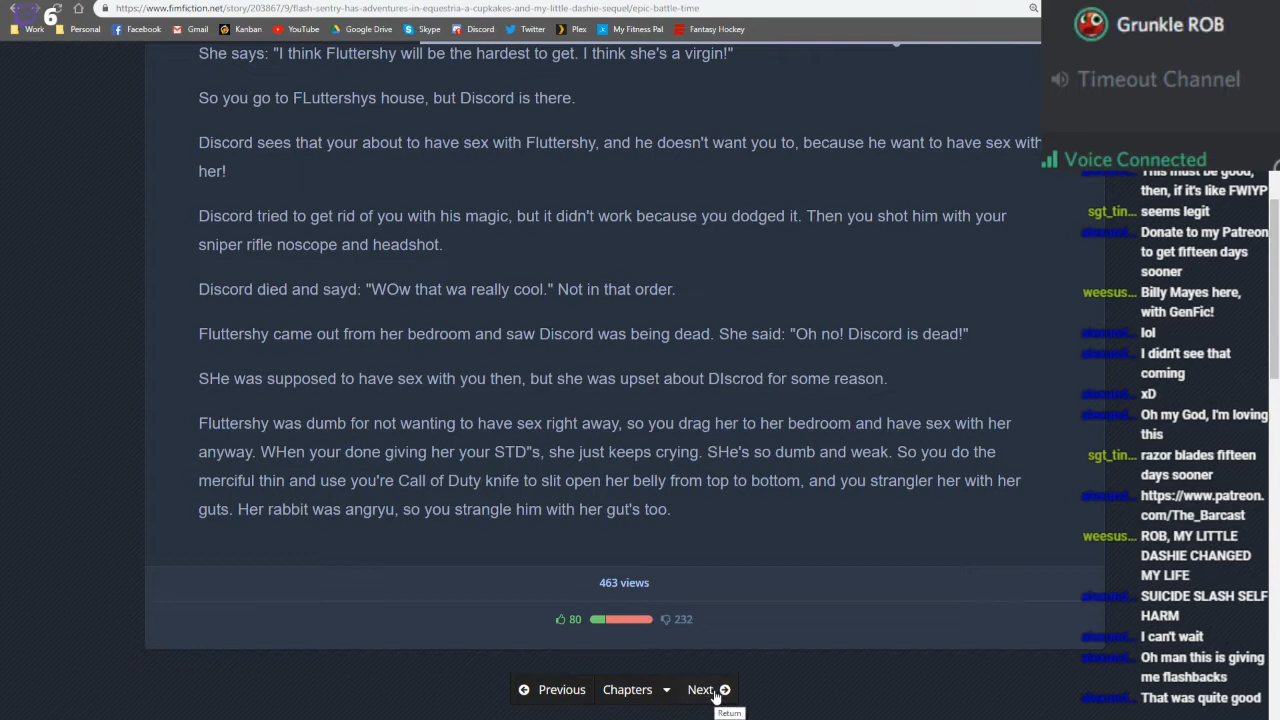 https://www.fimfiction.net/story/203867/9/flash-sentry-has-adventures-in-equestria-a-cupkakes-and-my-little-dashie-sequel/epic-battle-time
6
Work Personal Facebook Gmail Kanban YouTube Google Drive Skype Discord Twitter Plex My Fitness Pal Fantasy Hockey
She says: "I think Fluttershy will be the hardest to get. I think she's a virgin!"
So you go to FLuttershys house, but Discord is there.
Discord sees that your about to have sex with Fluttershy, and he doesn't want you to, because he want to have sex with
her!
Discord tried to get rid of you with his magic, but it didn't work because you dodged it. Then you shot him with your
sniper rifle noscope and headshot.
Discord died and sayd: "WOw that wa really cool." Not in that order.
Fluttershy came out from her bedroom and saw Discord was being dead. She said: "Oh no! Discord is dead!"
SHe was supposed to have sex with you then, but she was upset about DIscrod for some reason.
Fluttershy was dumb for not wanting to have sex right away, so you drag her to her bedroom and have sex with her
anyway. WHen your done giving her your STD"s, she just keeps crying. SHe's so dumb and weak. So you do the
merciful thin and use you're Call of Duty knife to slit open her belly from top to bottom, and you strangler her with her
guts. Her rabbit was angryu, so you strangle him with her gut's too.
463 views
80 232
Previous Chapters Next
Return
Grunkle ROB
Timeout Channel
Voice Connected
This must be good,
then, if it's like FWIYP
sgt_tin... seems legit
Donate to my Patreon
to get fifteen days
sooner
weesus... Billy Mayes here,
with GenFic!
lol
I didn't see that
coming
xD
Oh my God, I'm loving
this
sgt_tin... razor blades fifteen
days sooner
https://www.patreon.
com/The_Barcast
weesus... ROB, MY LITTLE
DASHIE CHANGED
MY LIFE
SUICIDE SLASH SELF
HARM
I can't wait
Oh man this is giving
me flashbacks
That was quite good